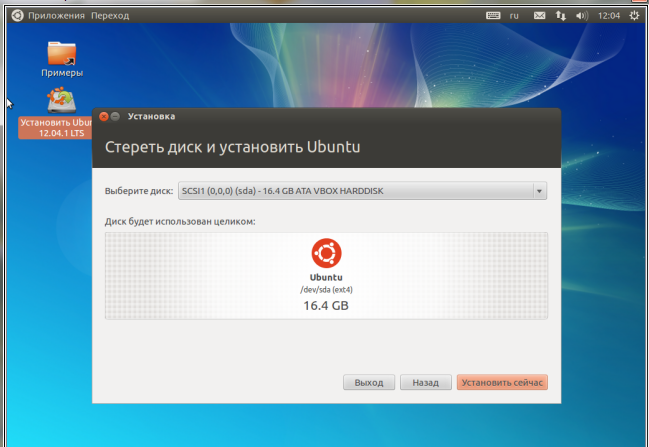 Приложения Переход
ru
12:04
Примеры
Установить Ubun
12.04.1 LTS
Установка
Стереть диск и установить Ubuntu
Выберите диск:
SCSI1 (0,0,0) (sda) - 16.4 GB ATA VBOX HARDDISK
Диск будет использован целиком:
Ubuntu
/dev/sda (ext4)
16.4 GB
Выход
Назад
Установить сейчас